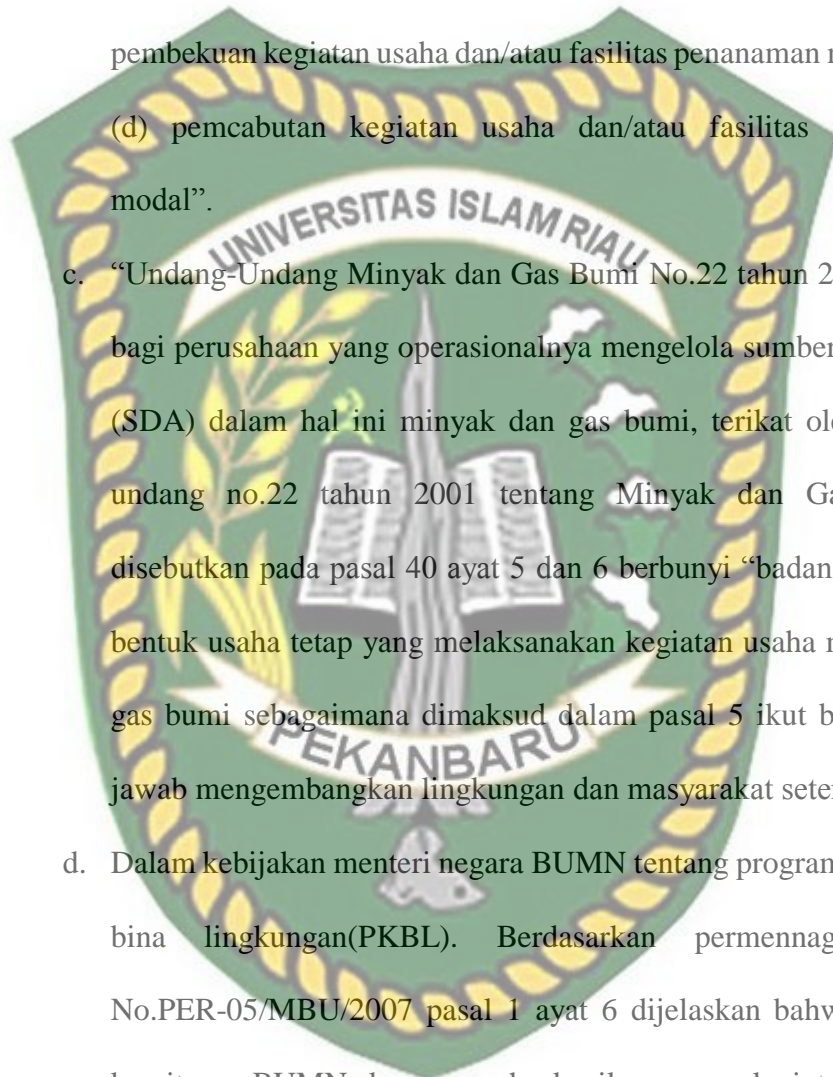 pembekuan kegiatan usaha dan/atau fasilitas penanaman
(d) pemcabutan kegiatan usaha dan/atau fasilitas
modal”.
UNIVERSITAS ISLAM RIAU
c. “Undang-Undang Minyak dan Gas Bumi No.22 tahun
bagi perusahaan yang operasionalnya mengelola sumber
(SDA) dalam hal ini minyak dan gas bumi, terikat
undang no.22 tahun 2001 tentang Minyak dan
disebutkan pada pasal 40 ayat 5 dan 6 berbunyi “badan
bentuk usaha tetap yang melaksanakan kegiatan usaha
gas bumi sebagaimana dimaksud dalam pasal 5 ikut
PEKANBARU
jawab mengembangkan lingkungan dan masyarakat
d. Dalam kebijakan menteri negara BUMN tentang program
bina lingkungan(PKBL). Berdasarkan
No.PER-05/MBU/2007 pasal 1 ayat 6 dijelaskan